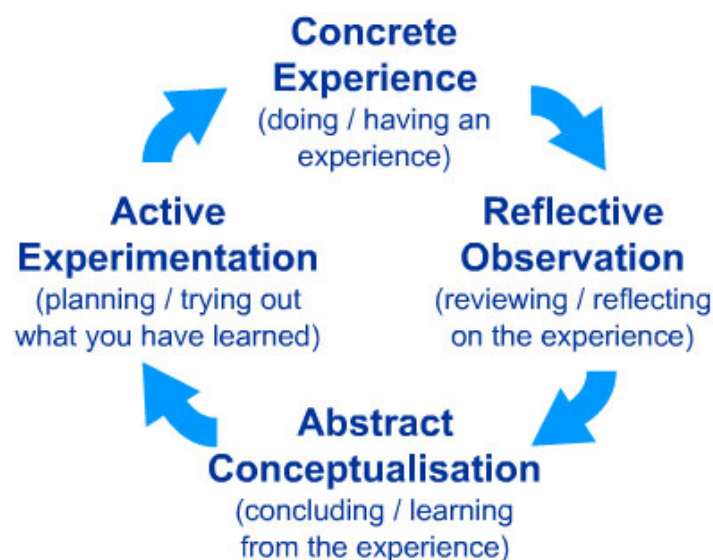 Concrete
Experience
(doing / having an
experience)
Active
Experimentation
(planning / trying out
what you have learned)
Reflective
Observation
(reviewing / reflecting
on the experience)
Abstract
Conceptualisation
(concluding / learning
from the experience)